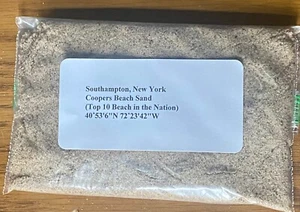 Southampton, New York
Coopers Beach Sand
(Top 10 Beach in the Nation)
40°53'6"N 72°23'42"W